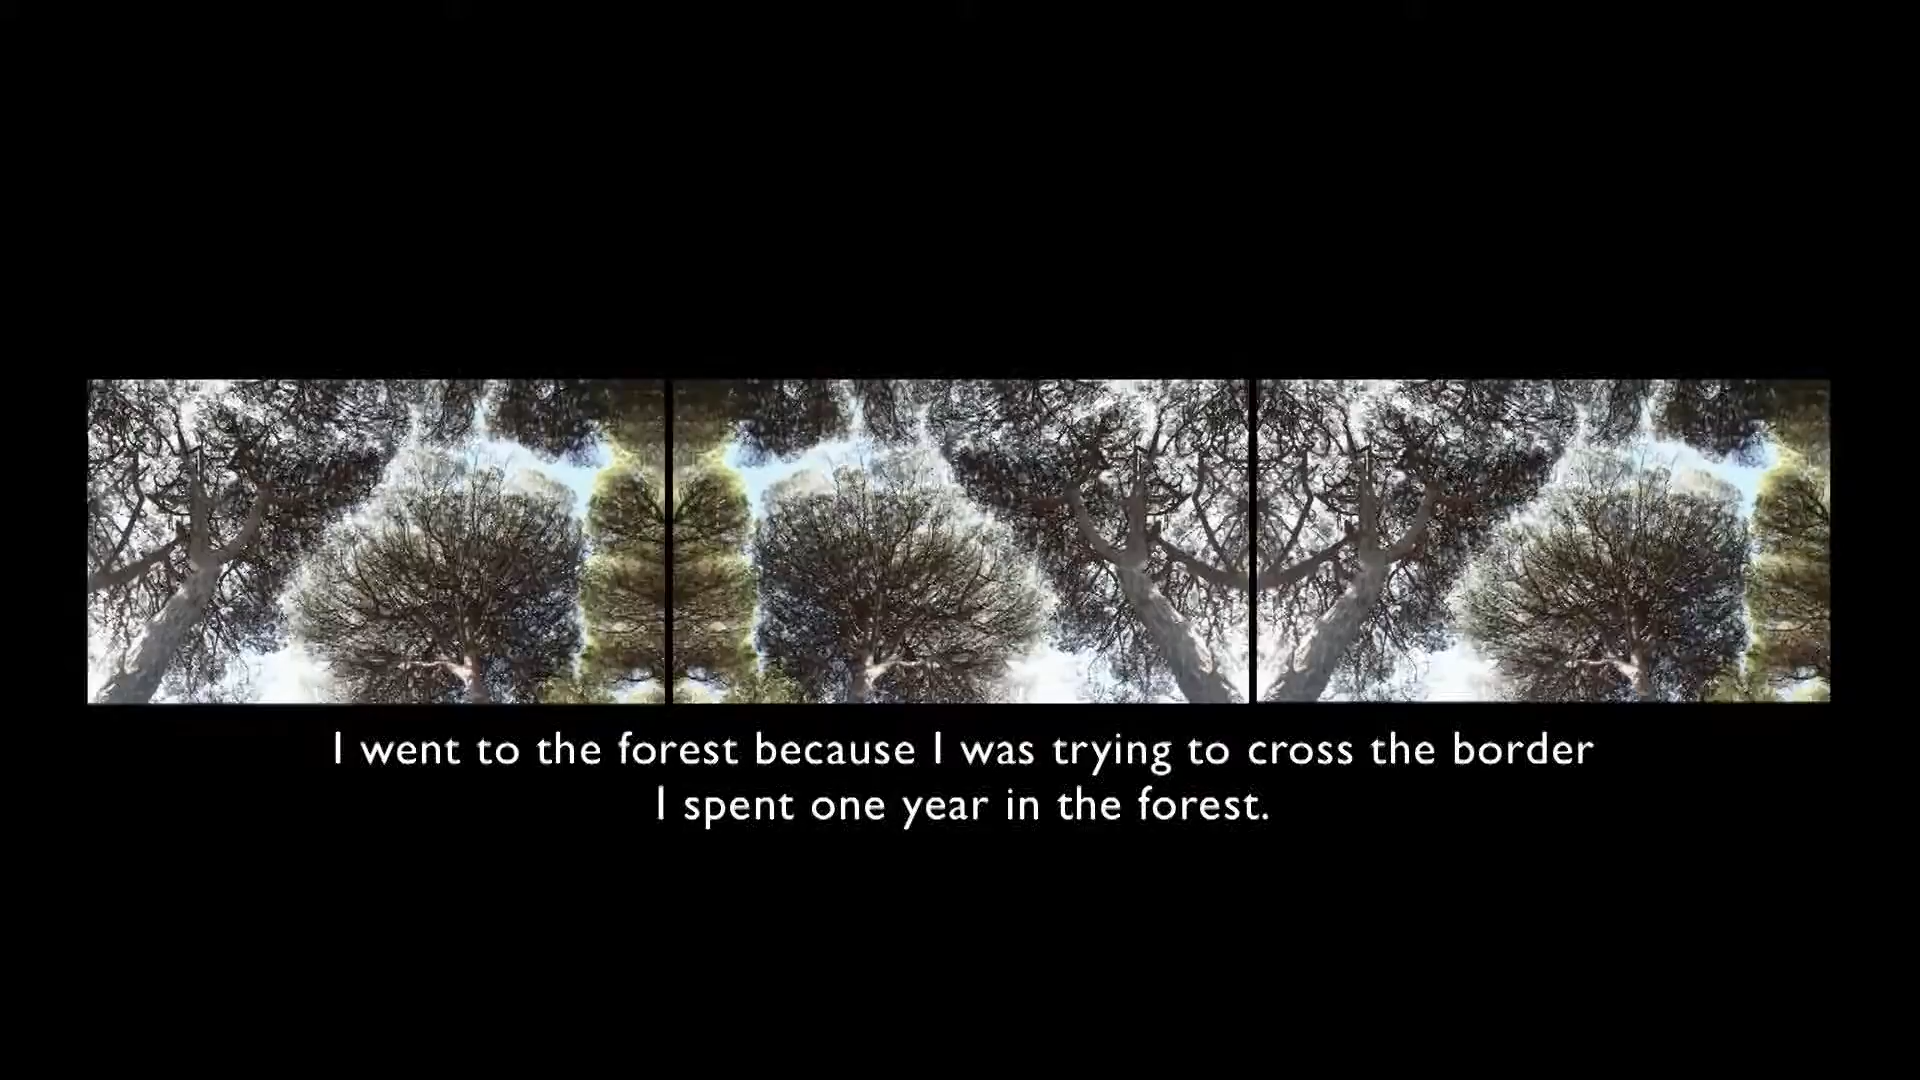 I went to the forest because I was trying to cross the border
I spent one year in the forest.